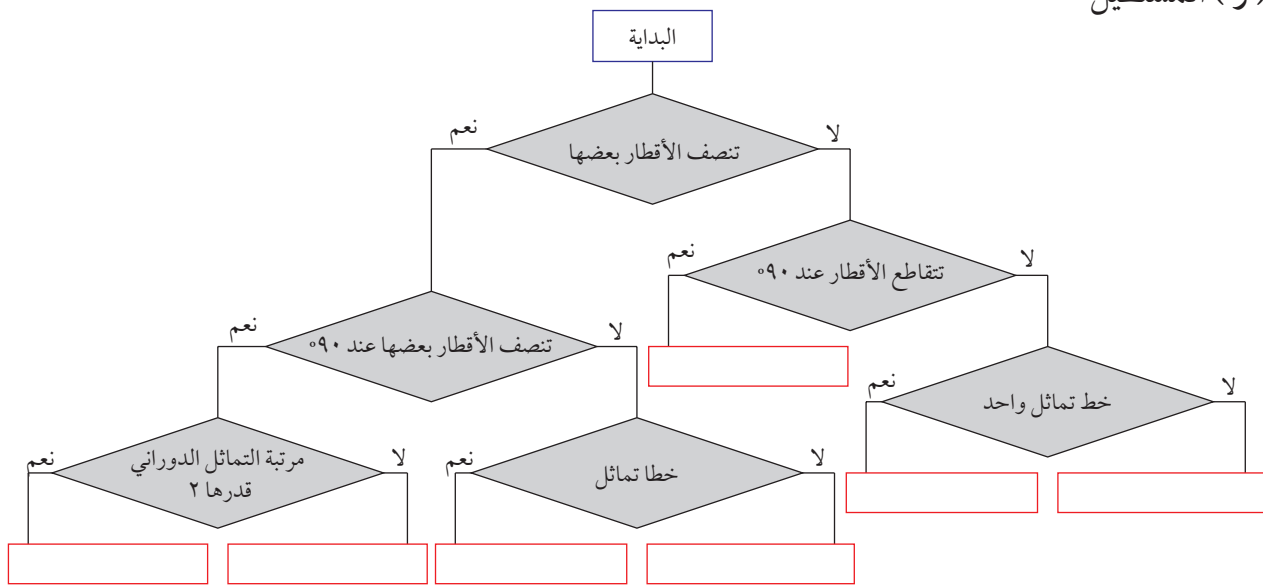 (و) المستطيل
البداية
نعم
لا
تنصف الأقطار بعضها
نعم
لا
تتقاطع الأقطار عند ٩٠°
نعم
لا
تنصف الأقطار بعضها عند ٩٠°
نعم
لا
خط تماثل واحد
نعم
لا
مرتبة التماثل الدوراني
قدرها ٢
نعم
لا
خطا تماثل